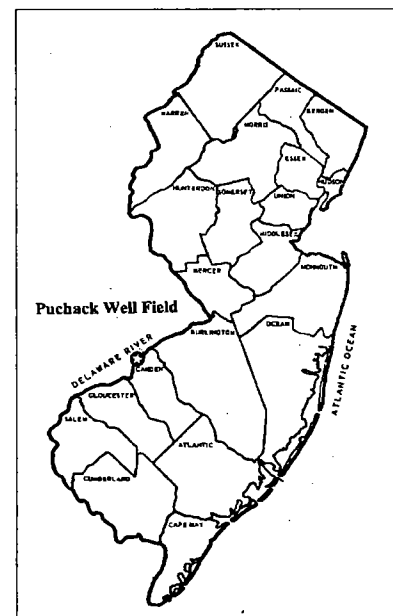 SUSSEX
PASSAIC
BERGEN
WARREN
MORRIS
ESSEX
HUDSON
HUNTERDON
SOMERSET
UNION
MIDDLESEX
MERCER
MONMOUTH
Puchack Well Field
OCEAN
BURLINGTON
DELAWARE RIVER
CAMDEN
ATLANTIC OCEAN
GLOUCESTER
SALEM
ATLANTIC
CUMBERLAND
CAPE MAY